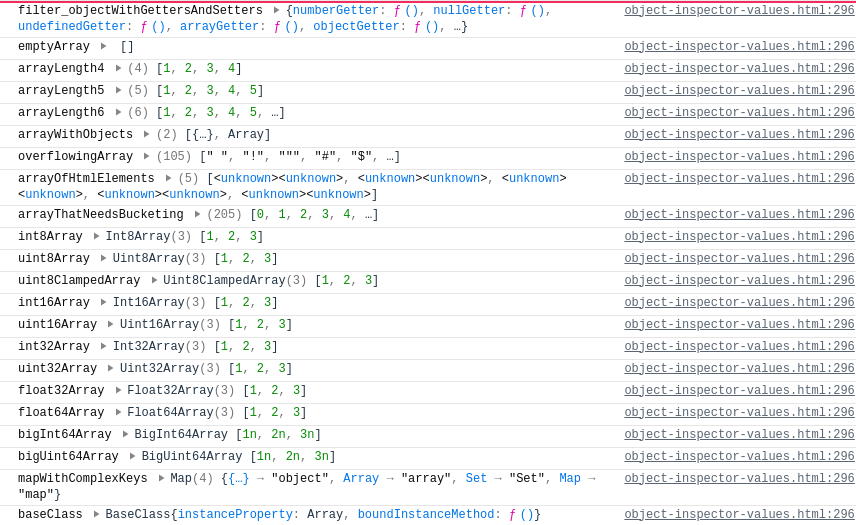 filter_objectWithGettersAndSetters ▶ {numberGetter: ƒ (), nullGetter: ƒ (), object-inspector-values.html:296
undefinedGetter: ƒ (), arrayGetter: ƒ (), objectGetter: ƒ (), …}
emptyArray ▶ [] object-inspector-values.html:296
arrayLength4 ▶ (4) [1, 2, 3, 4] object-inspector-values.html:296
arrayLength5 ▶ (5) [1, 2, 3, 4, 5] object-inspector-values.html:296
arrayLength6 ▶ (6) [1, 2, 3, 4, 5, …] object-inspector-values.html:296
arrayWithObjects ▶ (2) [{…}, Array] object-inspector-values.html:296
overflowingArray ▶ (105) [" ", "!", """, "#", "$", …] object-inspector-values.html:296
arrayOfHtmlElements ▶ (5) [<unknown><unknown>, <unknown><unknown>, <unknown> object-inspector-values.html:296
<unknown>, <unknown><unknown>, <unknown><unknown>]
arrayThatNeedsBucketing ▶ (205) [0, 1, 2, 3, 4, …] object-inspector-values.html:296
int8Array ▶ Int8Array(3) [1, 2, 3] object-inspector-values.html:296
uint8Array ▶ Uint8Array(3) [1, 2, 3] object-inspector-values.html:296
uint8ClampedArray ▶ Uint8ClampedArray(3) [1, 2, 3] object-inspector-values.html:296
int16Array ▶ Int16Array(3) [1, 2, 3] object-inspector-values.html:296
uint16Array ▶ Uint16Array(3) [1, 2, 3] object-inspector-values.html:296
int32Array ▶ Int32Array(3) [1, 2, 3] object-inspector-values.html:296
uint32Array ▶ Uint32Array(3) [1, 2, 3] object-inspector-values.html:296
float32Array ▶ Float32Array(3) [1, 2, 3] object-inspector-values.html:296
float64Array ▶ Float64Array(3) [1, 2, 3] object-inspector-values.html:296
bigInt64Array ▶ BigInt64Array [1n, 2n, 3n] object-inspector-values.html:296
bigUint64Array ▶ BigUint64Array [1n, 2n, 3n] object-inspector-values.html:296
mapWithComplexKeys ▶ Map(4) {{…} → "object", Array → "array", Set → "Set", Map → object-inspector-values.html:296
"map"}
baseClass ▶ BaseClass{instanceProperty: Array, boundInstanceMethod: ƒ ()} object-inspector-values.html:296